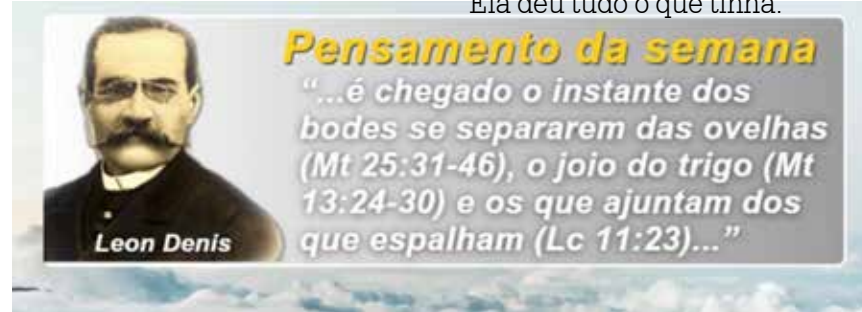 Ela deu tudo o que tinha.
Pensamento da semana
“...é chegado o instante dos
bodes se separarem das ovelhas
(Mt 25:31-46), o joio do trigo (Mt
13:24-30) e os que ajuntam dos
que espalham (Lc 11:23)...”
Leon Denis